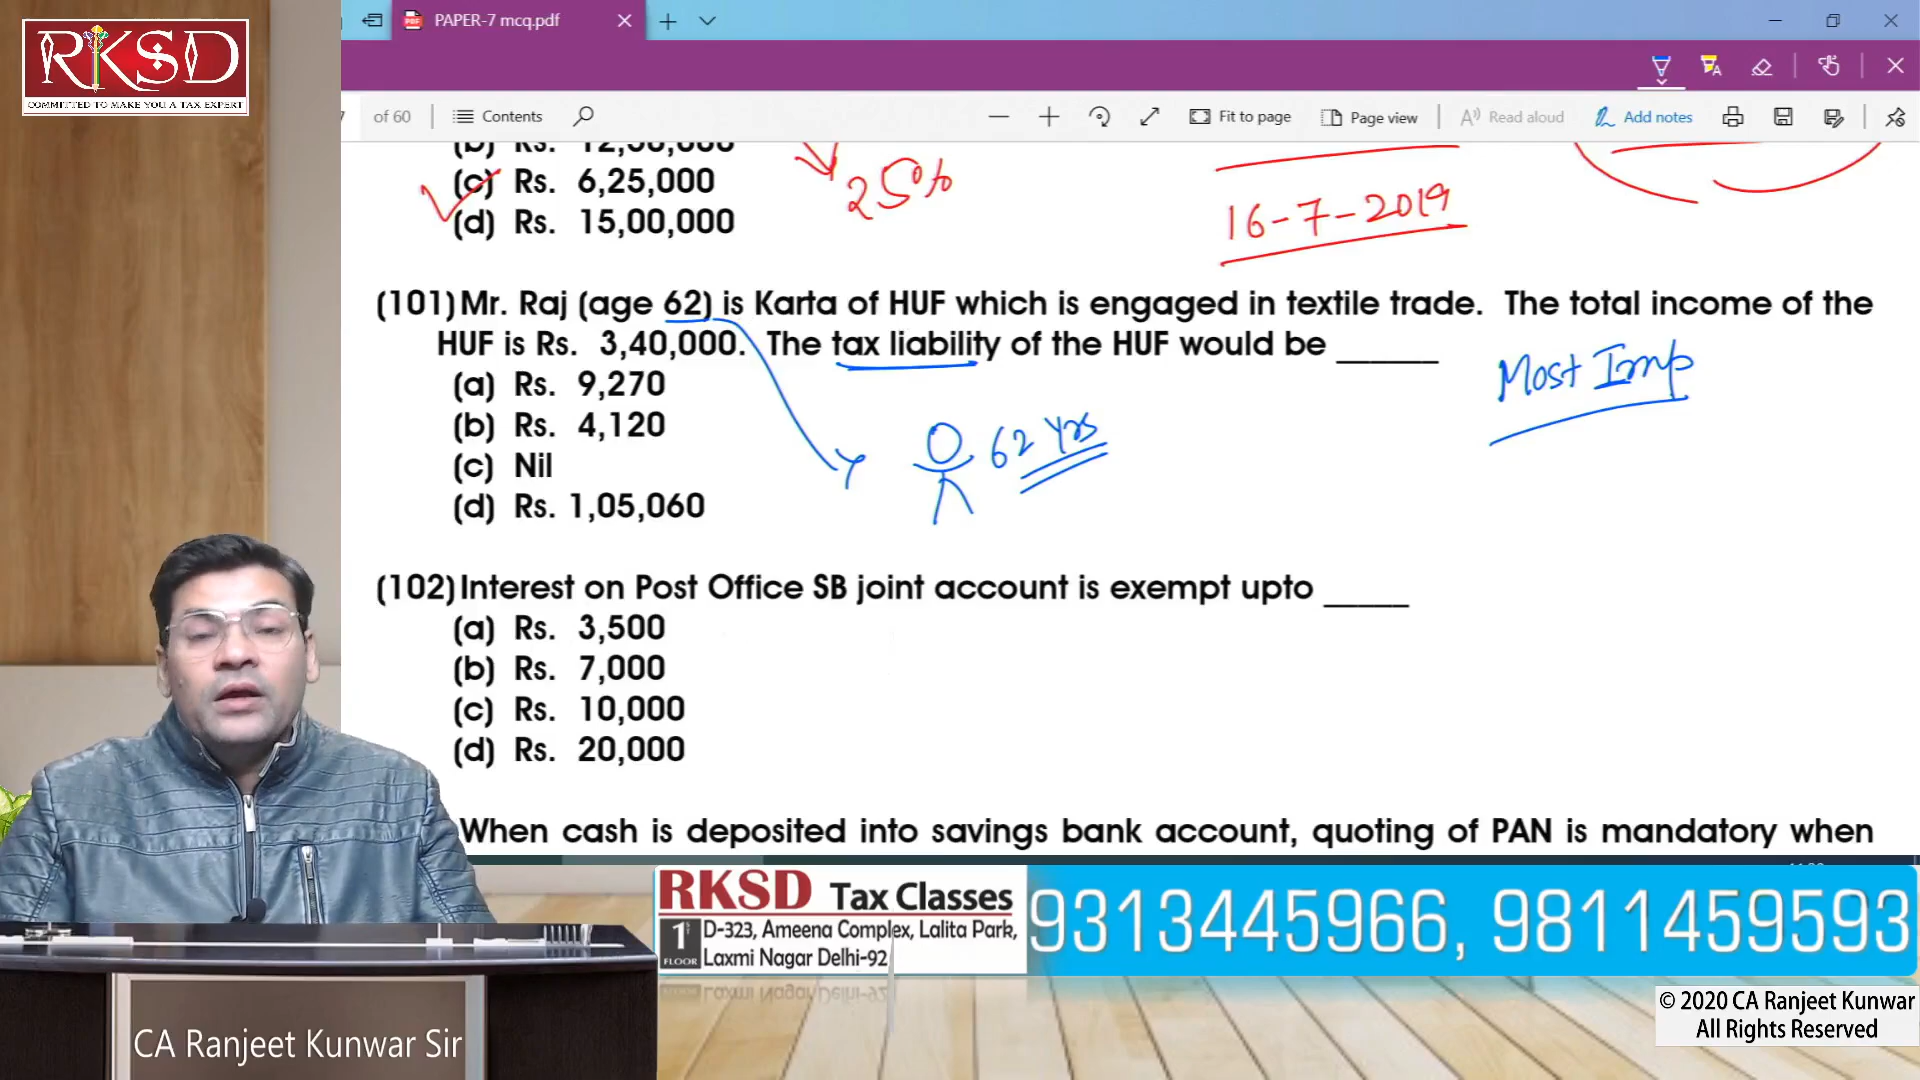 RKSD
COMMITTED TO MAKE YOU A TAX EXPERT
PAPER-7 mcq.pdf
of 60
Contents
Fit to page
Page view
Read aloud
Add notes
(b) Rs. 12,50,000
(c) Rs. 6,25,000
(d) Rs. 15,00,000
25%
16-7-2019
(101) Mr. Raj (age 62) is Karta of HUF which is engaged in textile trade. The total income of the
HUF is Rs. 3,40,000. The tax liability of the HUF would be ______
Most Imp
(a) Rs. 9,270
(b) Rs. 4,120
(c) Nil
(d) Rs. 1,05,060
62 Yrs
(102) Interest on Post Office SB joint account is exempt upto _____
(a) Rs. 3,500
(b) Rs. 7,000
(c) Rs. 10,000
(d) Rs. 20,000
When cash is deposited into savings bank account, quoting of PAN is mandatory when
RKSD Tax Classes
1ST FLOOR
D-323, Ameena Complex, Lalita Park,
Laxmi Nagar Delhi-92
9313445966, 9811459593
CA Ranjeet Kunwar Sir
© 2020 CA Ranjeet Kunwar
All Rights Reserved